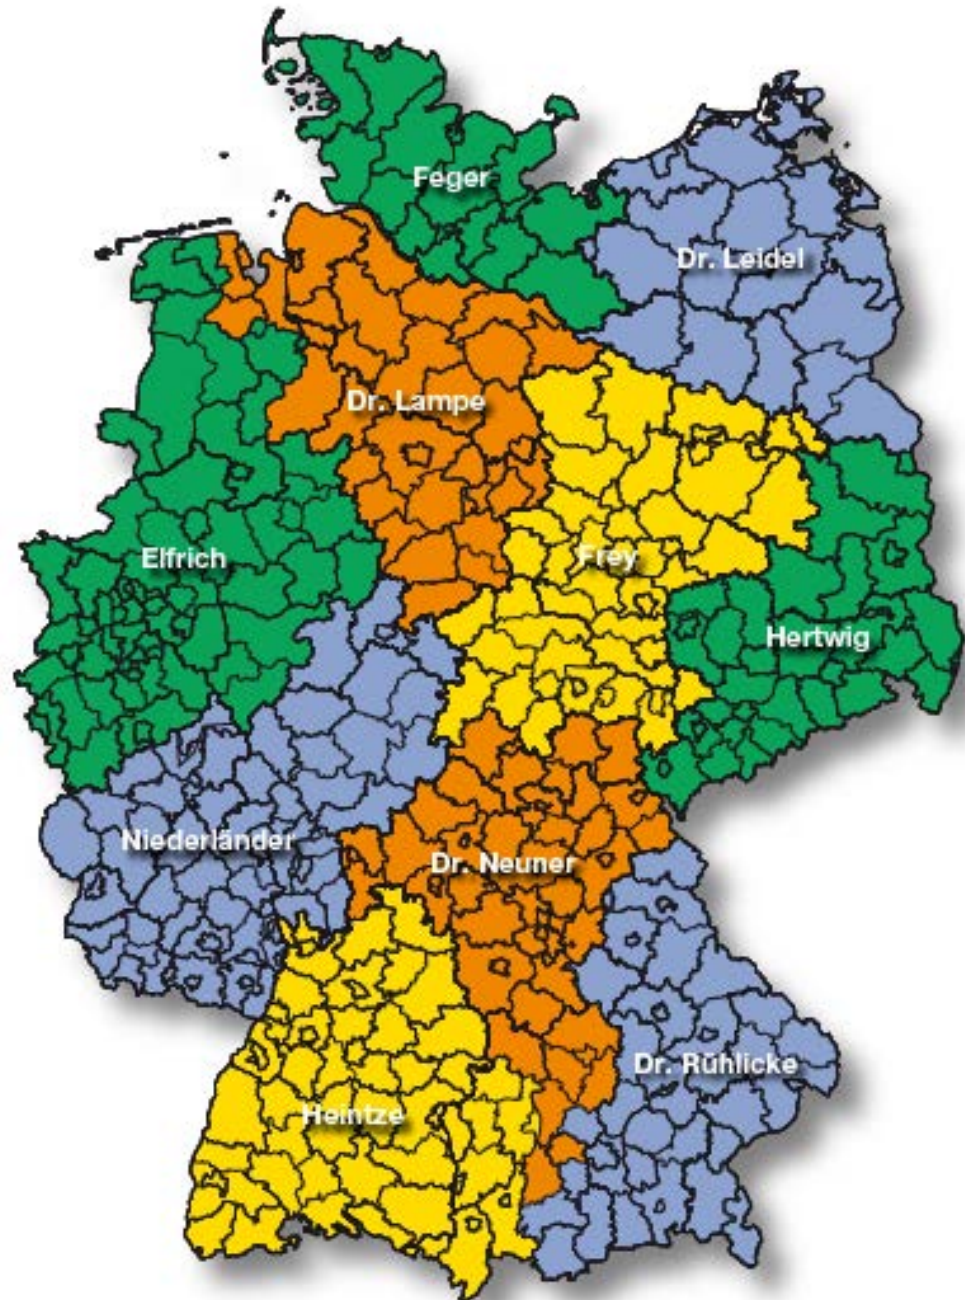 Feger
Dr. Leidel
Dr. Lampe
Elfrich
Frey
Hertwig
Niederländer
Dr. Neuner
Dr. Rühlicke
Heintze